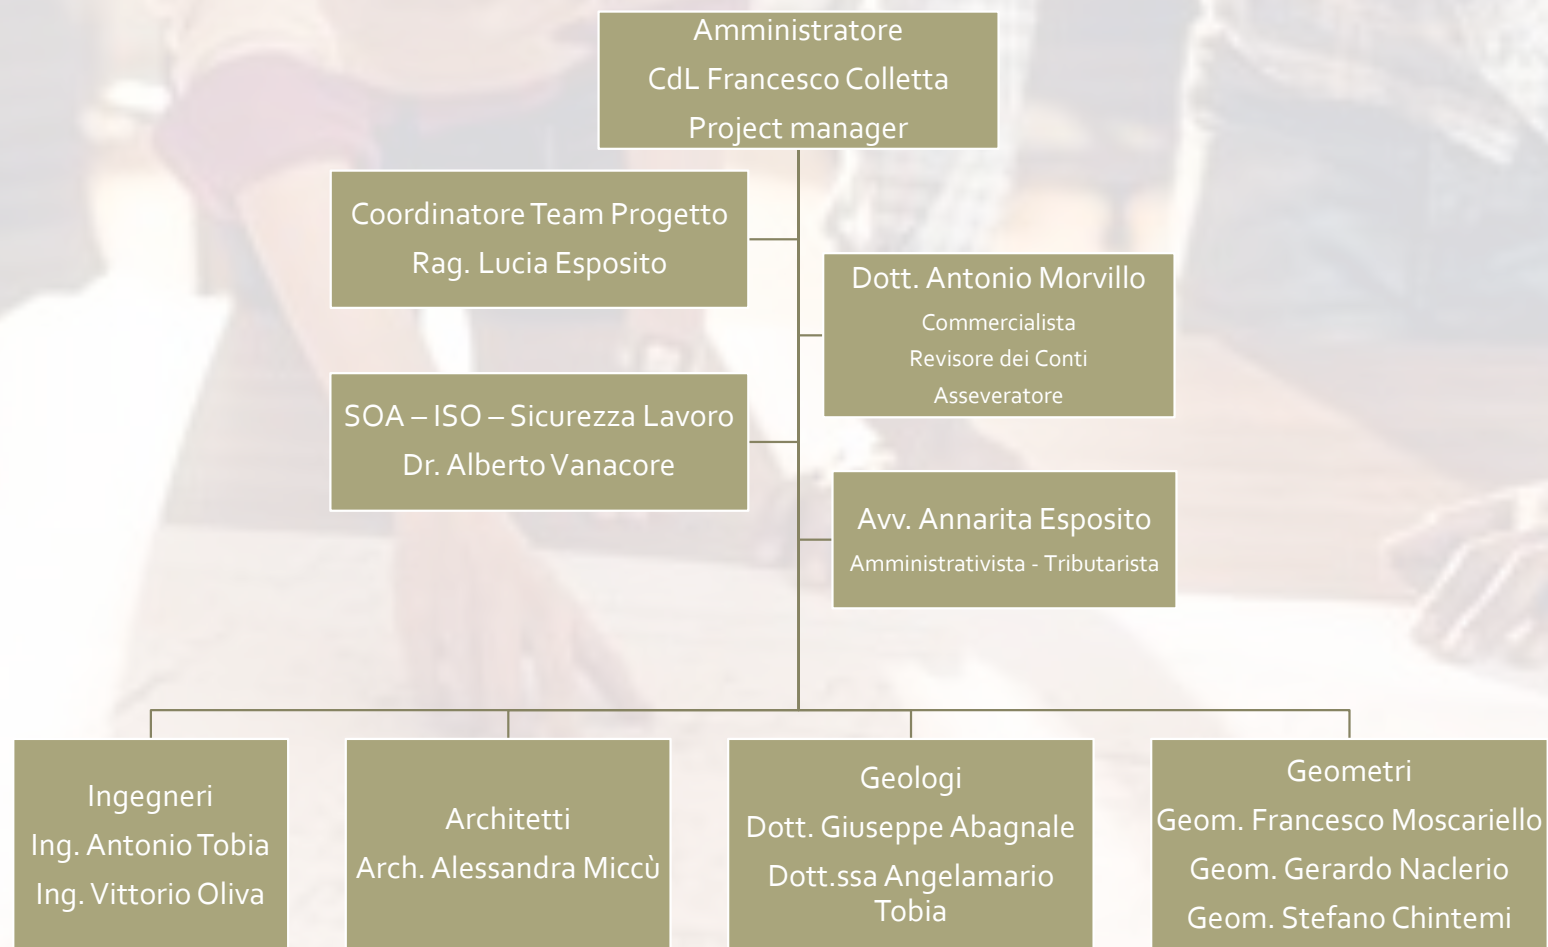 Amministratore
CdL Francesco Colletta
Project manager
Coordinatore Team Progetto
Rag. Lucia Esposito
Dott. Antonio Morvillo
Commercialista
Revisore dei Conti
Asseveratore
SOA – ISO – Sicurezza Lavoro
Dr. Alberto Vanacore
Avv. Annarita Esposito
Amministrativista - Tributarista
Ingegneri
Ing. Antonio Tobia
Ing. Vittorio Oliva
Architetti
Arch. Alessandra Miccù
Geologi
Dott. Giuseppe Abagnale
Dott.ssa Angelamario
Tobia
Geometri
Geom. Francesco Moscariello
Geom. Gerardo Naclerio
Geom. Stefano Chintemi